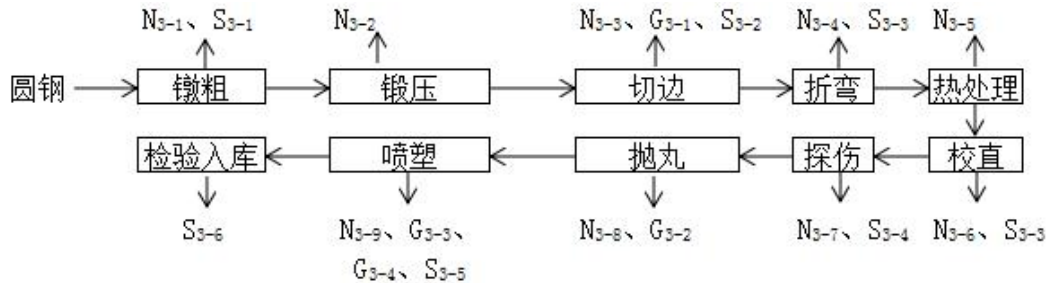 N3-1、S3-1
N3-2
N3-3、G3-1、S3-2
N3-4、S3-3
N3-5
圆钢
镦粗
锻压
切边
折弯
热处理
检验入库
喷塑
抛丸
探伤
校直
S3-6
N3-9、G3-3、
G3-4、S3-5
N3-8、G3-2
N3-7、S3-4
N3-6、S3-3